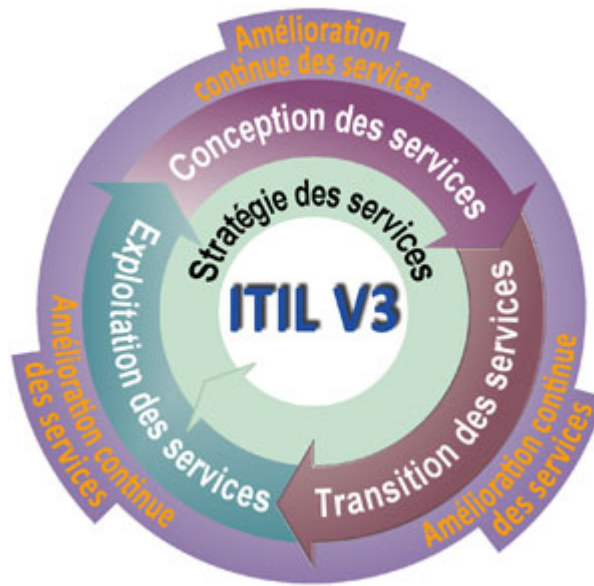 Amélioration
continue des services
Conception des services
Stratégie des services
ITIL V3
Exploitation des services
Transition des services
Amélioration continue
des services
Amélioration continue
des services